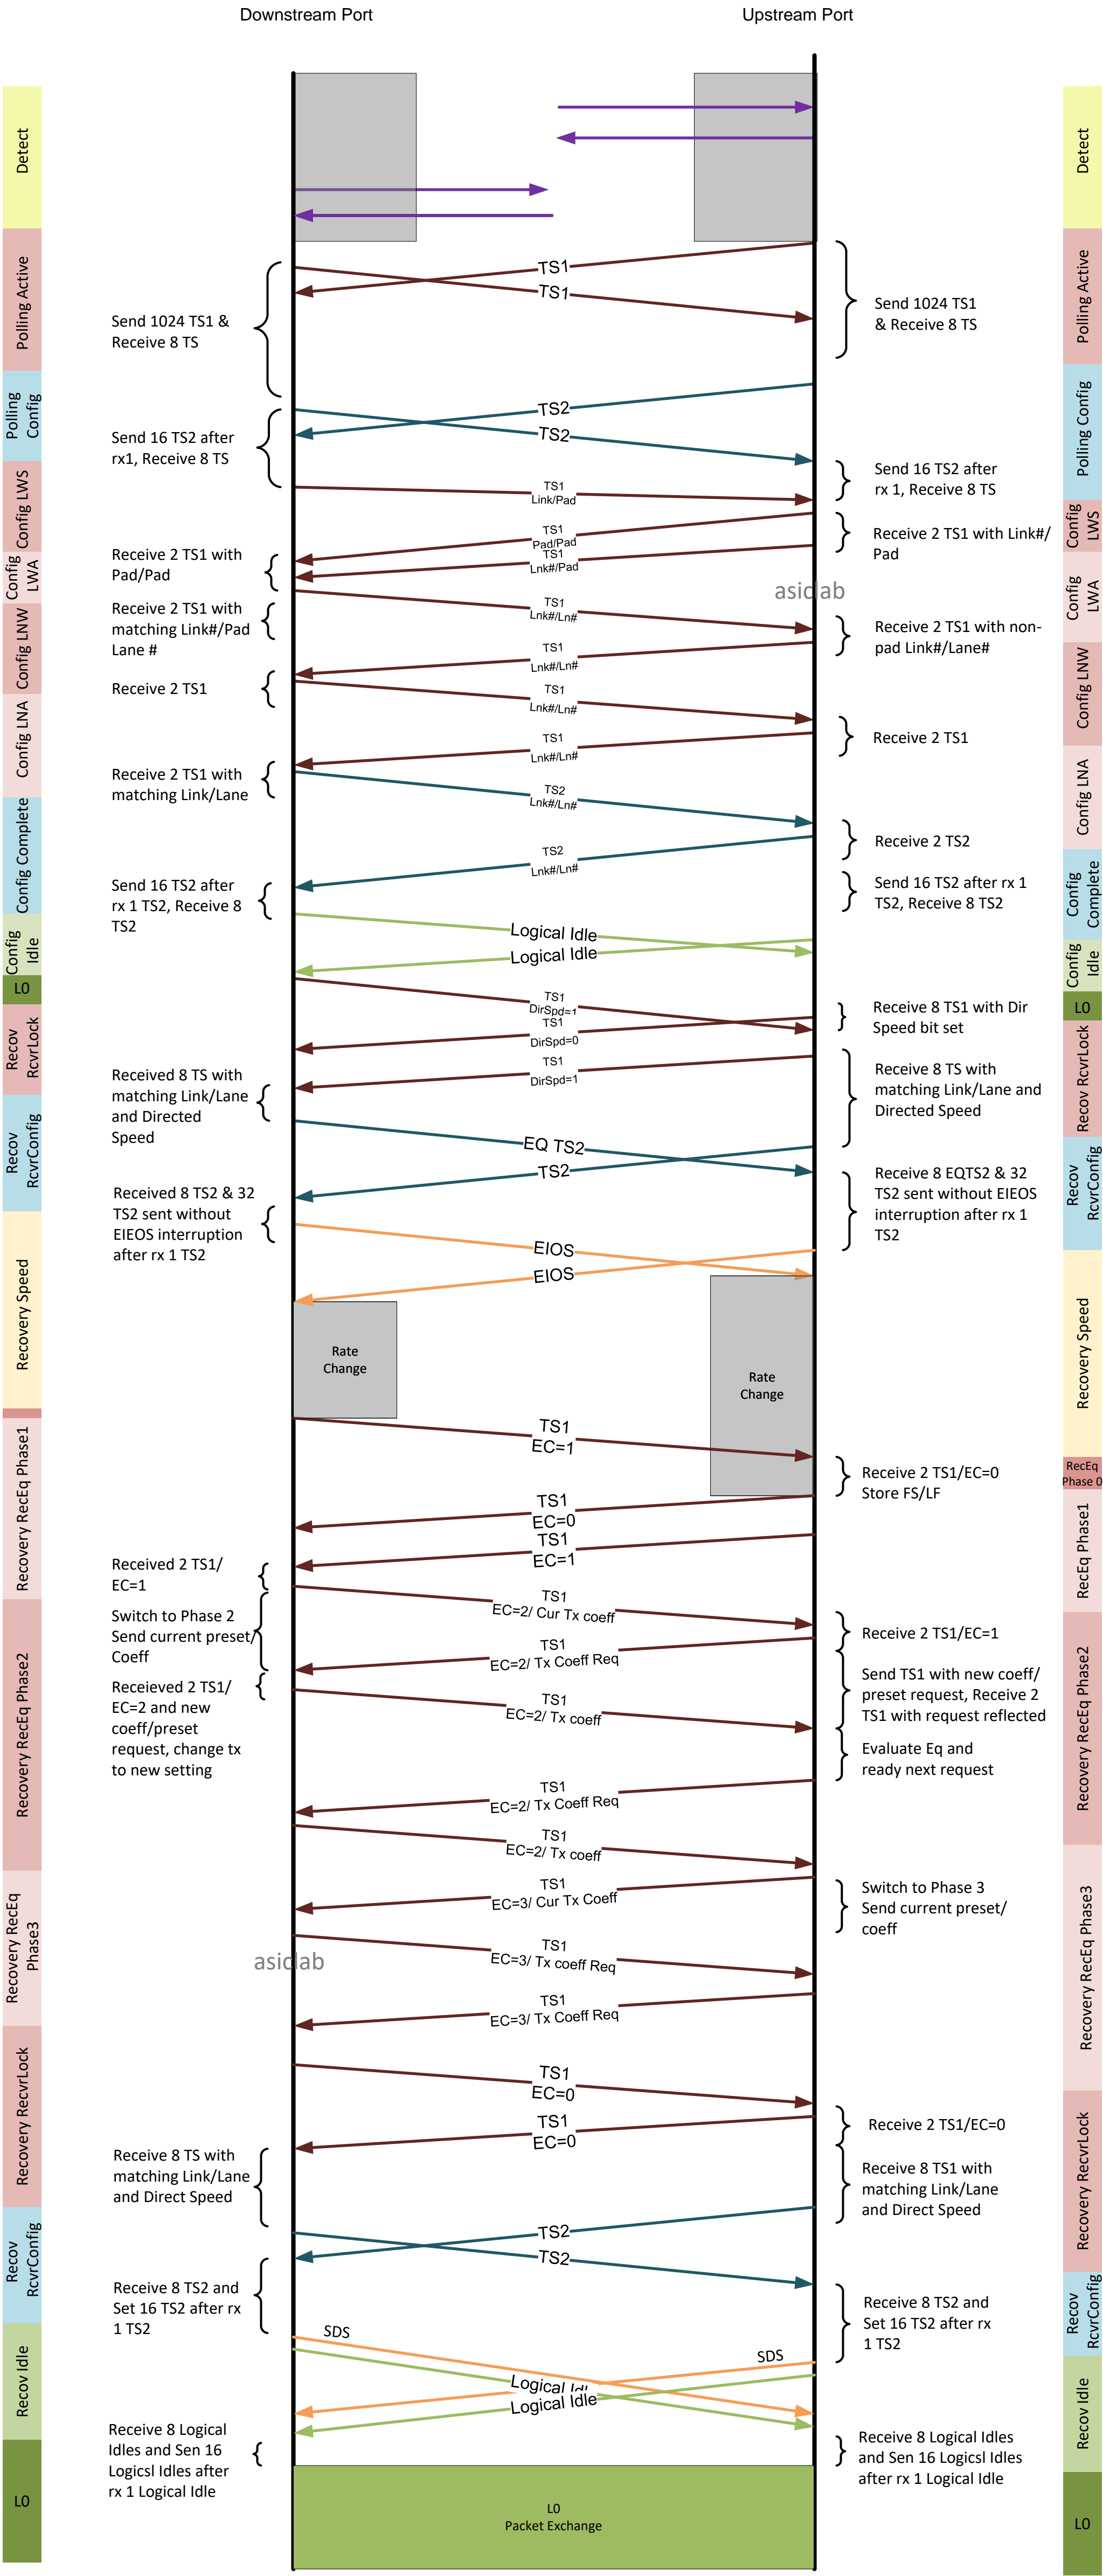 Downstream Port
Upstream Port
Detect
Detect
Polling Active
TS1
TS1
Send 1024 TS1 &
Receive 8 TS
Send 1024 TS1
& Receive 8 TS
Polling Active
Polling
Config
TS2
TS2
Send 16 TS2 after
rx1, Receive 8 TS
Send 16 TS2 after
rx 1, Receive 8 TS
Polling Config
Config LWS
TS1
Link/Pad
Config
LWS
TS1
Pad/Pad
Receive 2 TS1 with Link#/
Pad
TS1
Lnk#/Pad
Receive 2 TS1 with
Pad/Pad
Config
LWA
asiclab
Config
LWA
Receive 2 TS1 with
matching Link#/Pad
Lane #
TS1
Lnk#/Ln#
Receive 2 TS1 with non-
pad Link#/Lane#
Config LNW
TS1
Lnk#/Ln#
Config LNW
Receive 2 TS1
TS1
Lnk#/Ln#
Receive 2 TS1
Config LNA
TS1
Lnk#/Ln#
Config LNA
Receive 2 TS1 with
matching Link/Lane
TS2
Lnk#/Ln#
Receive 2 TS2
Config Complete
TS2
Lnk#/Ln#
Send 16 TS2 after
rx 1 TS2, Receive 8
TS2
Send 16 TS2 after rx 1
TS2, Receive 8 TS2
Config
Complete
Config
Idle
Logical Idle
Logical Idle
Config
Idle
L0
L0
TS1
DirSpd=1
TS1
DirSpd=0
Receive 8 TS1 with Dir
Speed bit set
Recov
RcvrLock
TS1
DirSpd=1
Received 8 TS with
matching Link/Lane
and Directed
Speed
Receive 8 TS with
matching Link/Lane and
Directed Speed
Recov RcvrLock
Recov
RcvrConfig
EQ TS2
TS2
Received 8 TS2 & 32
TS2 sent without
EIEOS interruption
after rx 1 TS2
Receive 8 EQTS2 & 32
TS2 sent without EIEOS
interruption after rx 1
TS2
Recov
RcvrConfig
EIOS
EIOS
Recovery Speed
Rate
Change
Rate
Change
Recovery Speed
TS1
EC=1
Receive 2 TS1/EC=0
Store FS/LF
RecEq
Phase 0
Recovery RecEq Phase1
TS1
EC=0
TS1
EC=1
RecEq Phase1
Received 2 TS1/
EC=1
TS1
EC=2/ Cur Tx coeff
Switch to Phase 2
Send current preset/
Coeff
Receive 2 TS1/EC=1
TS1
EC=2/ Tx Coeff Req
Recovery RecEq Phase2
Receieved 2 TS1/
EC=2 and new
coeff/preset
request, change tx
to new setting
Send TS1 with new coeff/
preset request, Receive 2
TS1 with request reflected
TS1
EC=2/ Tx coeff
Evaluate Eq and
ready next request
Recovery RecEq Phase2
TS1
EC=2/ Tx Coeff Req
TS1
EC=2/ Tx coeff
TS1
EC=3/ Cur Tx Coeff
Switch to Phase 3
Send current preset/
coeff
Recovery RecEq
Phase3
asiclab
TS1
EC=3/ Tx coeff Req
Recovery RecEq Phase3
TS1
EC=3/ Tx Coeff Req
Recovery RecvrLock
TS1
EC=0
TS1
EC=0
Receive 2 TS1/EC=0
Receive 8 TS with
matching Link/Lane
and Direct Speed
Receive 8 TS1 with
matching Link/Lane
and Direct Speed
Recovery RecvrLock
Recov
RcvrConfig
TS2
TS2
Receive 8 TS2 and
Set 16 TS2 after rx
1 TS2
Receive 8 TS2 and
Set 16 TS2 after rx
1 TS2
Recov
RcvrConfig
SDS
SDS
Recov Idle
Logical Idle
Logical Idle
Recov Idle
Receive 8 Logical
Idles and Sen 16
Logicsl Idles after
rx 1 Logical Idle
Receive 8 Logical Idles
and Sen 16 Logicsl Idles
after rx 1 Logical Idle
L0
L0
Packet Exchange
L0